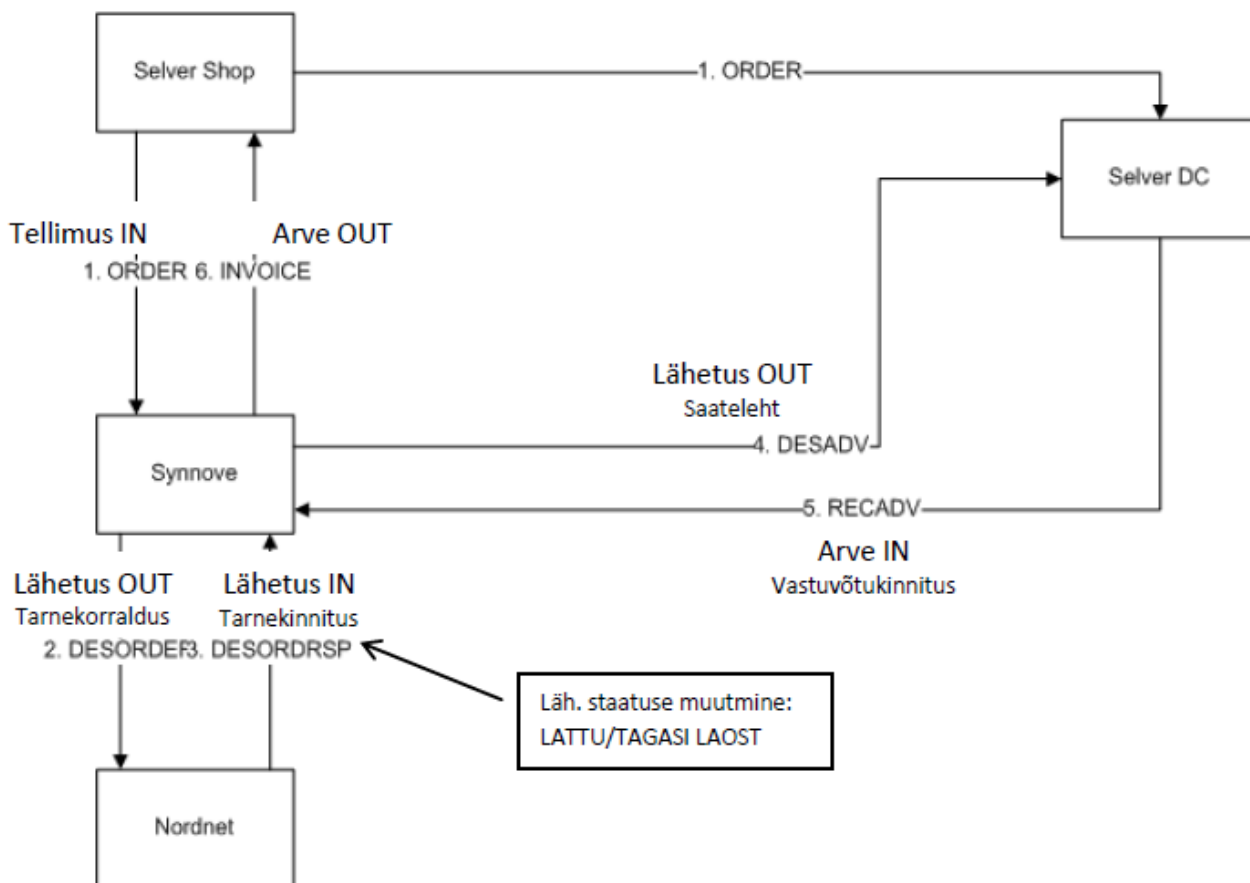 Selver Shop
1. ORDER
Selver DC
Tellimus IN
Arve OUT
1. ORDER 6. INVOICE
Lähetus OUT
Saateleht
4. DESADV
Synnove
5. RECADV
Arve IN
Vastuvõtukinnitus
Lähetus OUT
Tarnekorraldus
Lähetus IN
Tarnekinnitus
2. DESORDER
3. DESORDRSP
Läh. staatuse muutmine:
LATTU/TAGASI LAOST
Nordnet